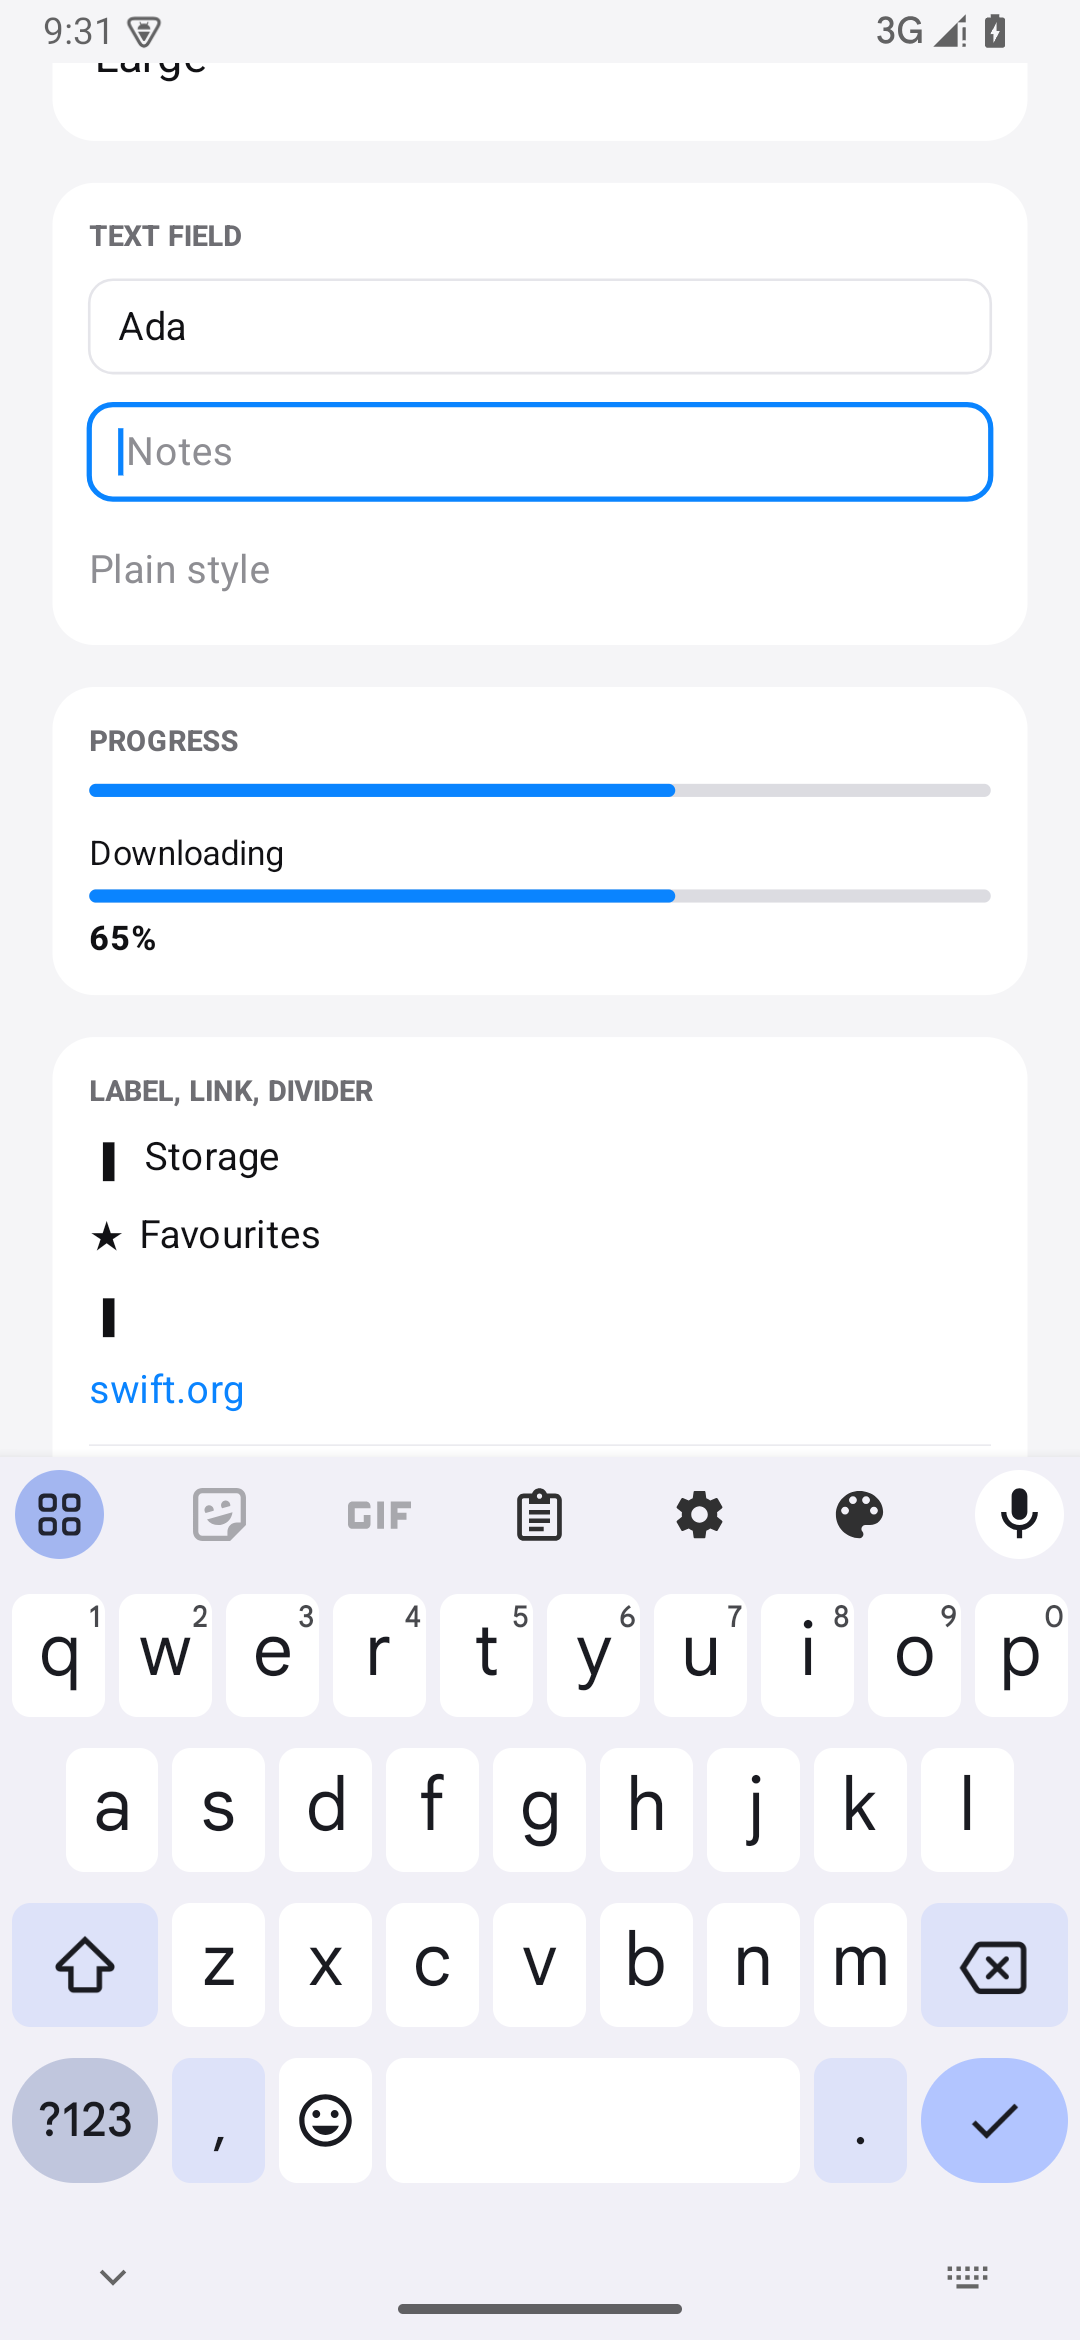 9:31
3G
Large
TEXT FIELD
Ada
Notes
Plain style
PROGRESS
Downloading
65%
LABEL, LINK, DIVIDER
Storage
★ Favourites
swift.org
GIF
q1 w2 e3 r4 t5 y6 u7 i8 o9 p0
a s d f g h j k l
z x c v b n m
?123 , .